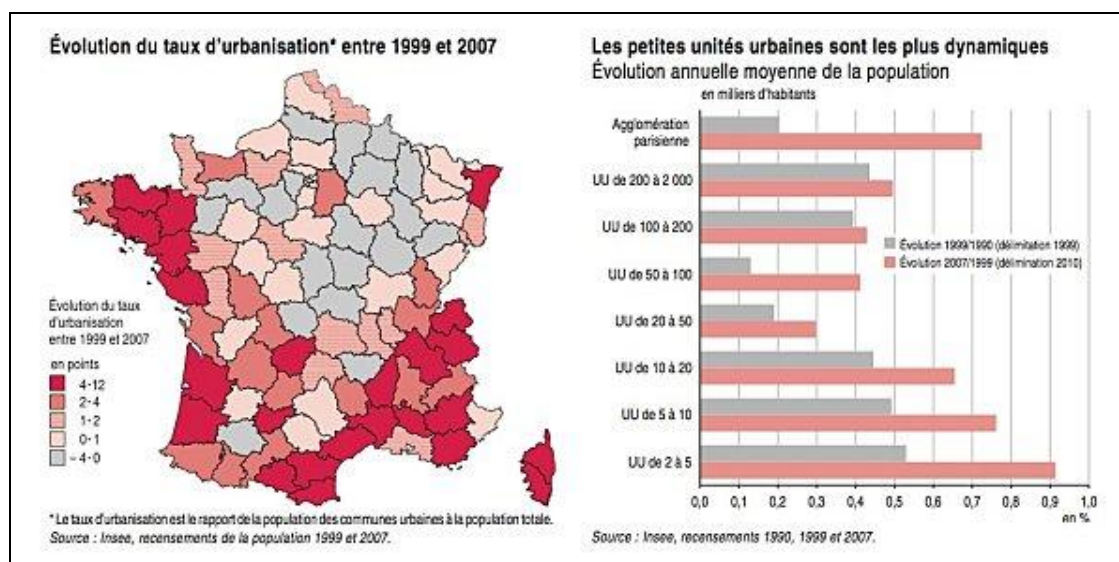 Évolution du taux d'urbanisation* entre 1999 et 2007
Évolution du taux
d'urbanisation
entre 1999 et 2007
en points
4-12
2-4
1-2
0-1
- 4-0
* Le taux d'urbanisation est le rapport de la population des communes urbaines à la population totale.
Source : Insee, recensements de la population 1999 et 2007.
Les petites unités urbaines sont les plus dynamiques
Évolution annuelle moyenne de la population
en milliers d'habitants
Agglomération
parisienne
UU de 200 à 2 000
UU de 100 à 200
UU de 50 à 100
UU de 20 à 50
UU de 10 à 20
UU de 5 à 10
UU de 2 à 5
Évolution 1999/1990 (délimitation 1999)
Évolution 2007/1999 (délimination 2010)
0,0 0,1 0,2 0,3 0,4 0,5 0,6 0,7 0,8 0,9 1,0
en %
Source : Insee, recensements 1990, 1999 et 2007.